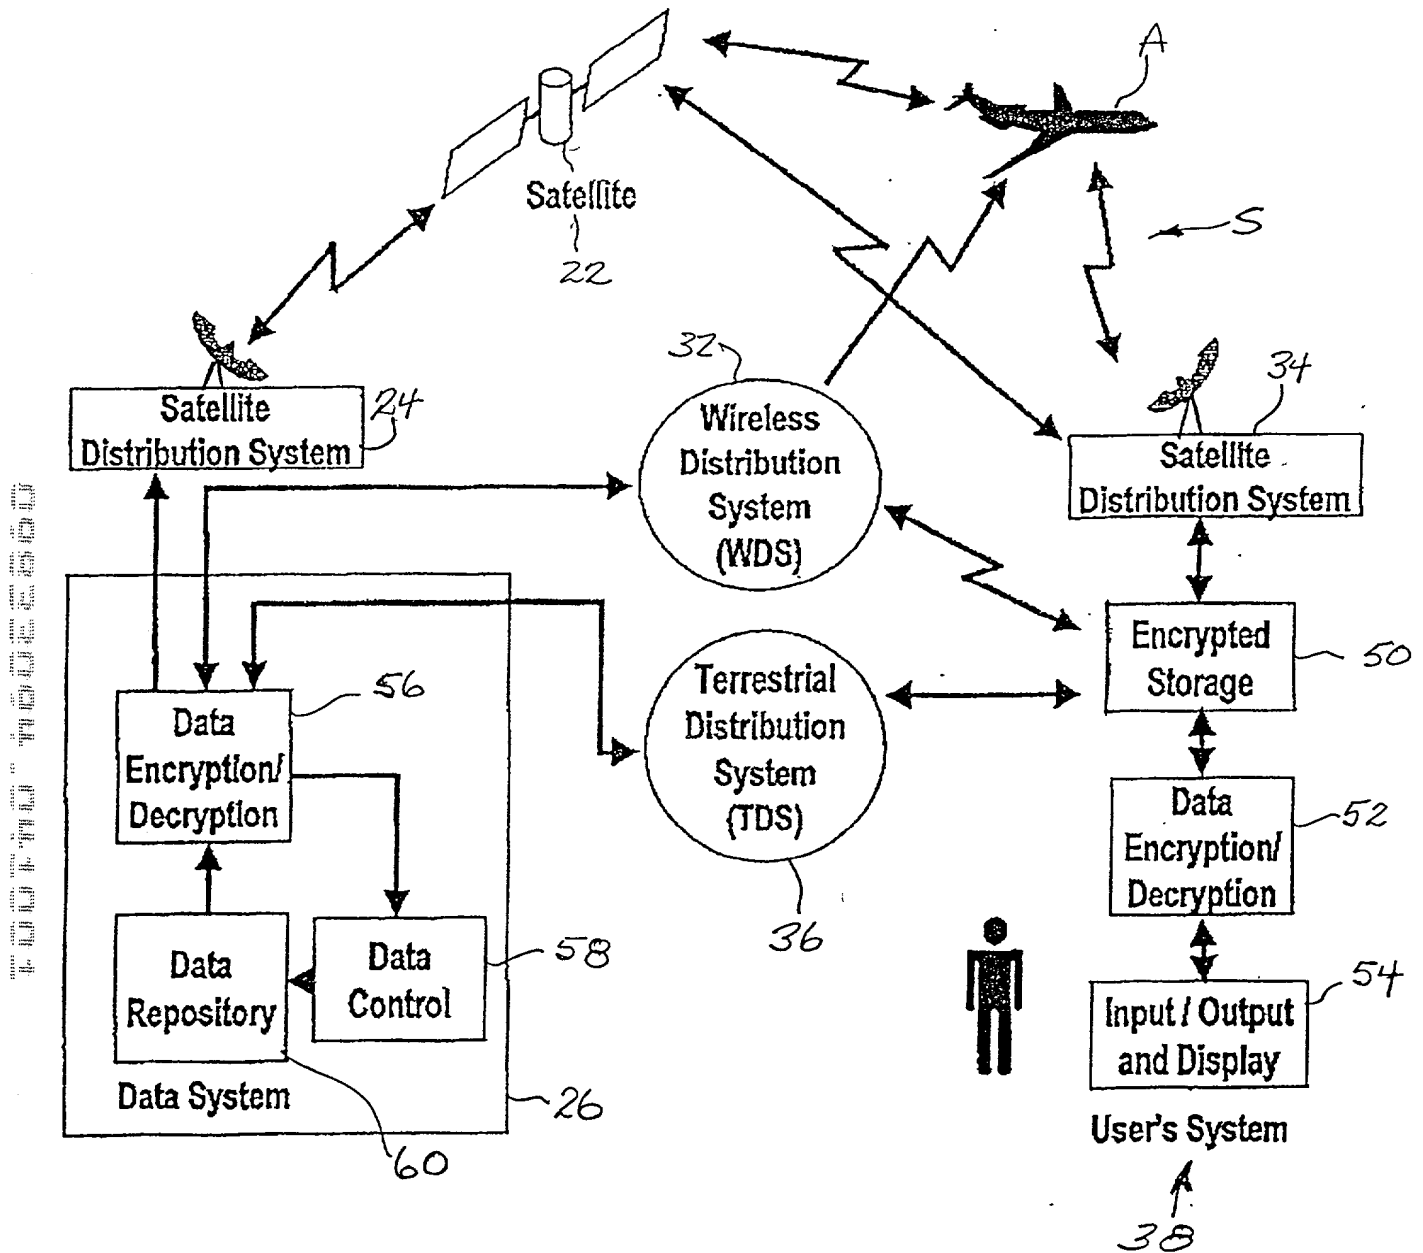 A
Satellite
22
S
Satellite
Distribution System
24
32
Wireless
Distribution
System
(WDS)
34
Satellite
Distribution System
Encrypted
Storage
50
56
Data
Encryption/
Decryption
Terrestrial
Distribution
System
(TDS)
36
Data
Encryption/
Decryption
52
Data
Repository
Data
Control
58
Data System
26
60
Input / Output
and Display
54
User's System
38